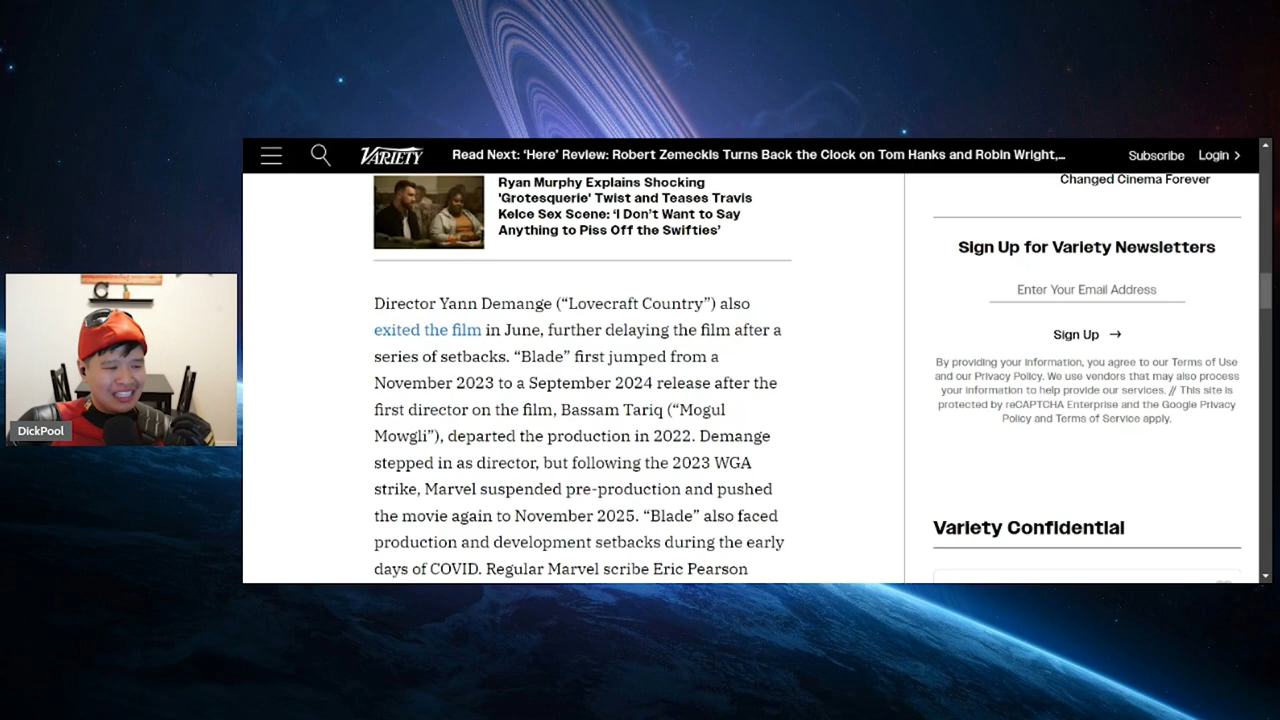 VARIETY
Read Next: ‘Here’ Review: Robert Zemeckis Turns Back the Clock on Tom Hanks and Robin Wright,...
Subscribe
Login
Ryan Murphy Explains Shocking
'Grotesquerie' Twist and Teases Travis
Kelce Sex Scene: ‘I Don’t Want to Say
Anything to Piss Off the Swifties’
Director Yann Demange (“Lovecraft Country”) also
exited the film in June, further delaying the film after a
series of setbacks. “Blade” first jumped from a
November 2023 to a September 2024 release after the
first director on the film, Bassam Tariq (“Mogul
Mowgli”), departed the production in 2022. Demange
stepped in as director, but following the 2023 WGA
strike, Marvel suspended pre-production and pushed
the movie again to November 2025. “Blade” also faced
production and development setbacks during the early
days of COVID. Regular Marvel scribe Eric Pearson
Changed Cinema Forever
Sign Up for Variety Newsletters
Enter Your Email Address
Sign Up
By providing your information, you agree to our Terms of Use
and our Privacy Policy. We use vendors that may also process
your information to help provide our services. // This site is
protected by reCAPTCHA Enterprise and the Google Privacy
Policy and Terms of Service apply.
Variety Confidential
DickPool